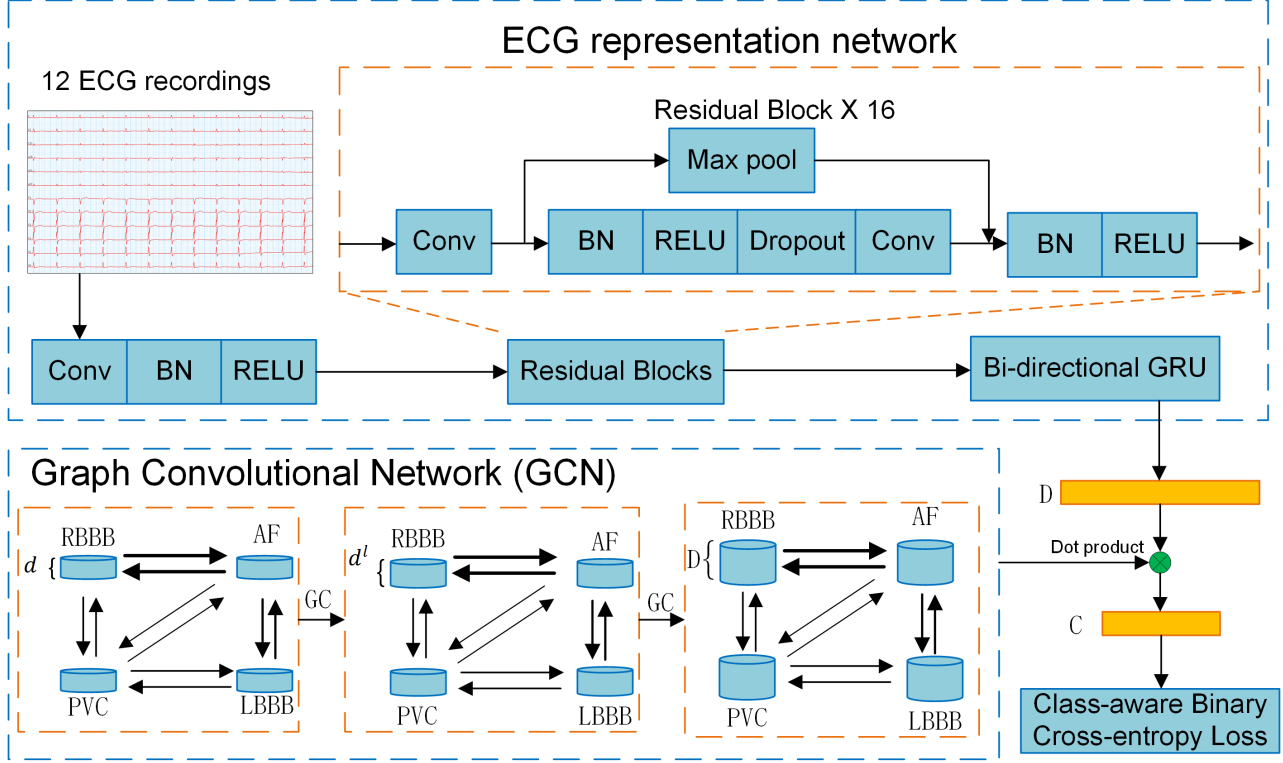 ECG representation network
12 ECG recordings
Residual Block X 16
Max pool
Conv
BN
RELU
Dropout
Conv
BN
RELU
Conv
BN
RELU
Residual Blocks
Bi-directional GRU
Graph Convolutional Network (GCN)
RBBB
AF
d
PVC
LBBB
GC
RBBB
AF
d^l
PVC
LBBB
GC
RBBB
AF
D
PVC
LBBB
D
Dot product
C
Class-aware Binary
Cross-entropy Loss